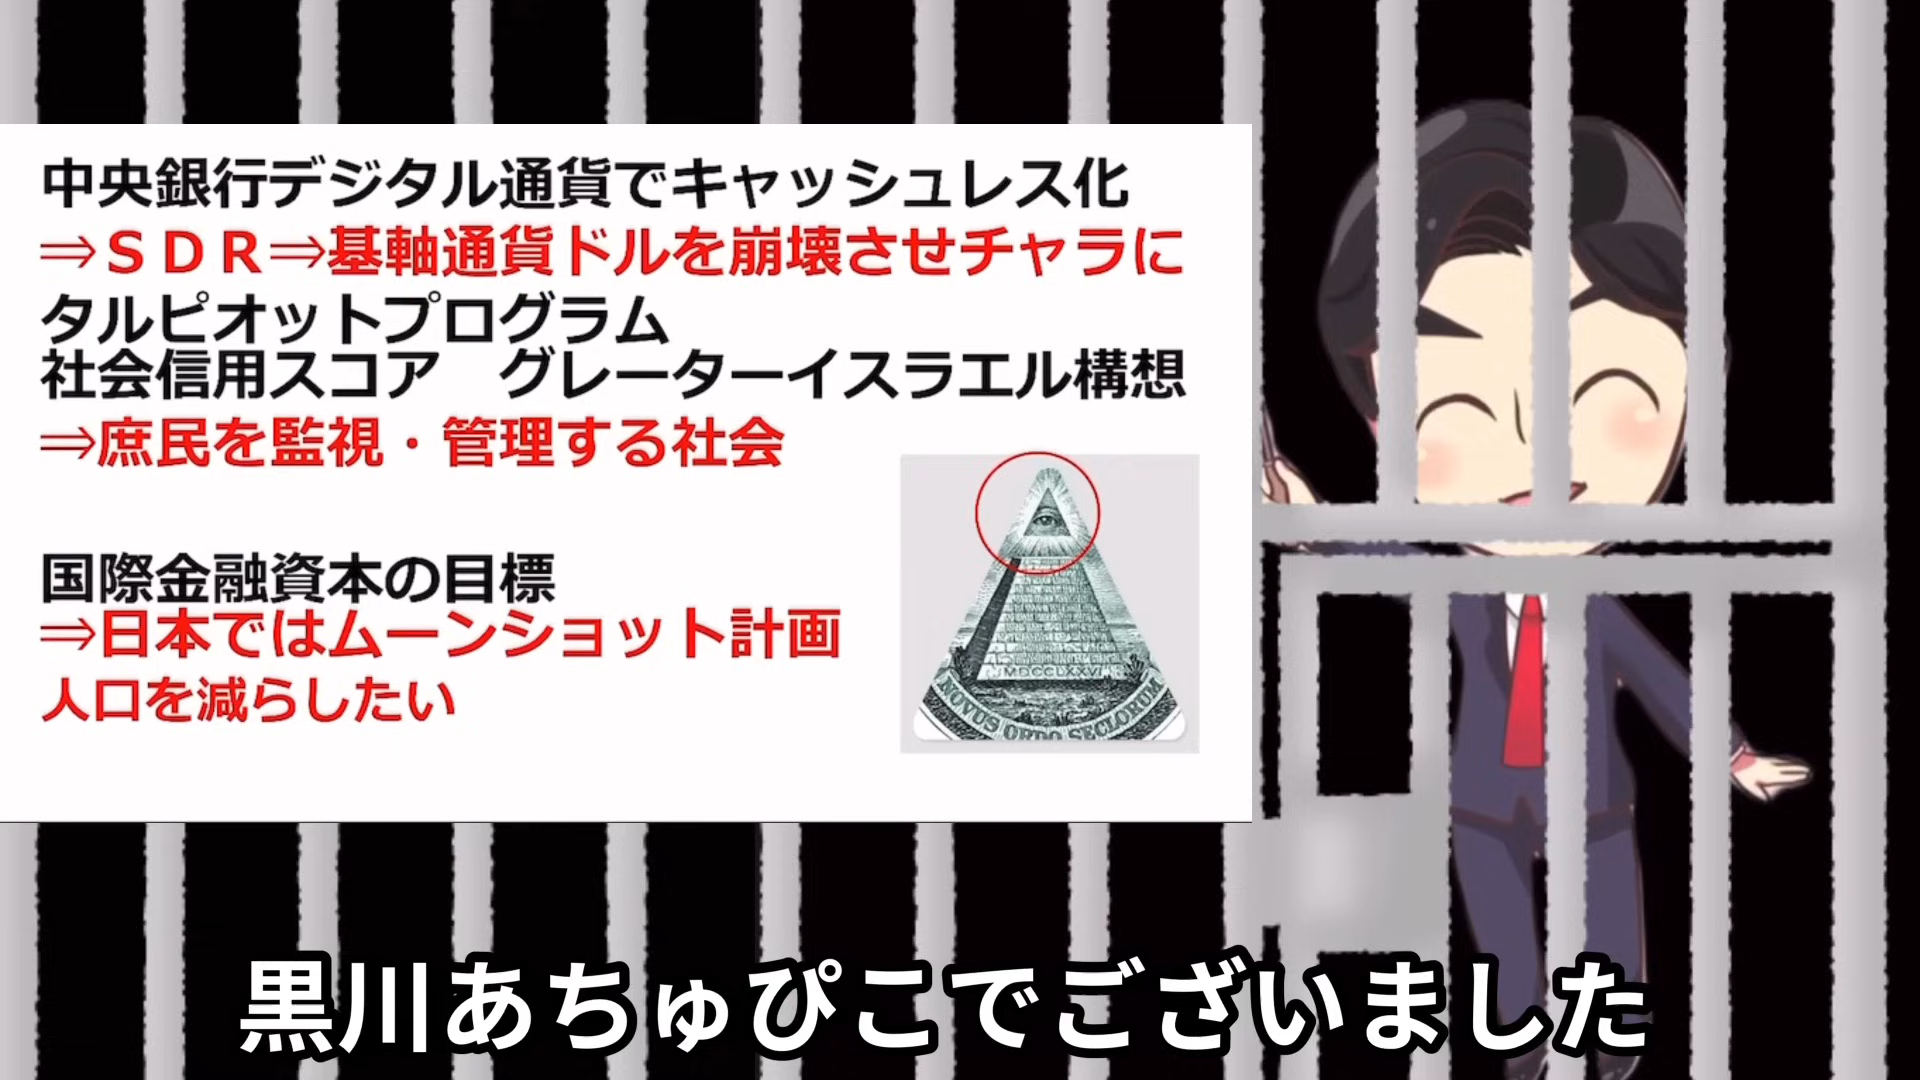 中央銀行デジタル通貨でキャッシュレス化
⇒ＳＤＲ⇒基軸通貨ドルを崩壊させチャラに
タルピオットプログラム
社会信用スコア　グレーターイスラエル構想
⇒庶民を監視・管理する社会
国際金融資本の目標
⇒日本ではムーンショット計画
人口を減らしたい
MDCCLXXVI
NOVUS ORDO SECLORUM
黒川あちゅぴこでございました